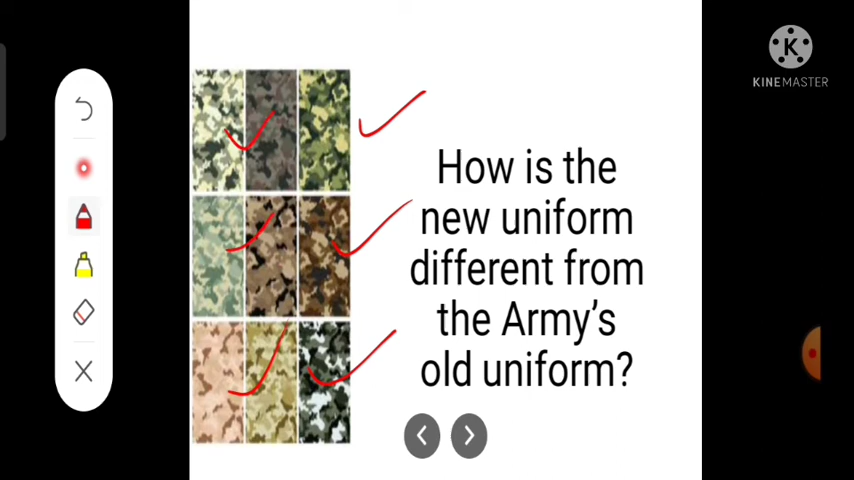 K
KINEMASTER
How is the
new uniform
different from
the Army's
old uniform?